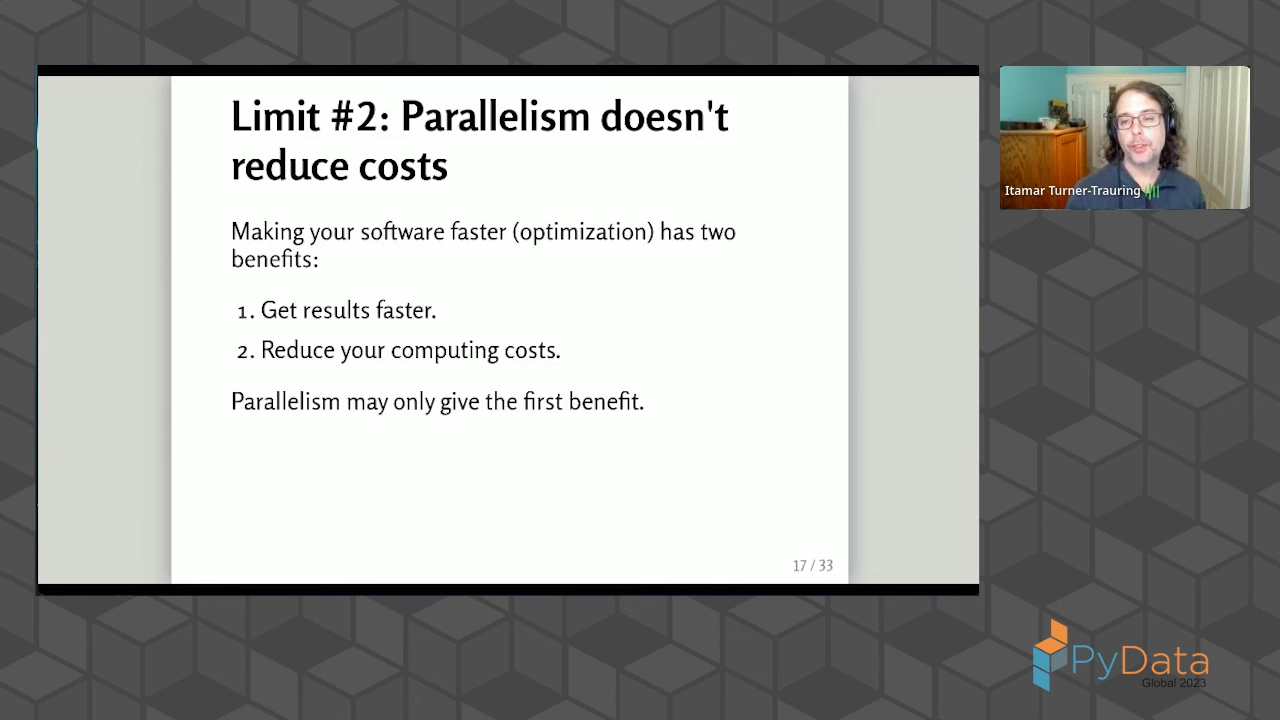 Limit #2: Parallelism doesn't
reduce costs
Making your software faster (optimization) has two
benefits:
1. Get results faster.
2. Reduce your computing costs.
Parallelism may only give the first benefit.
17 / 33
Itamar Turner-Trauring
PyData
Global 2023